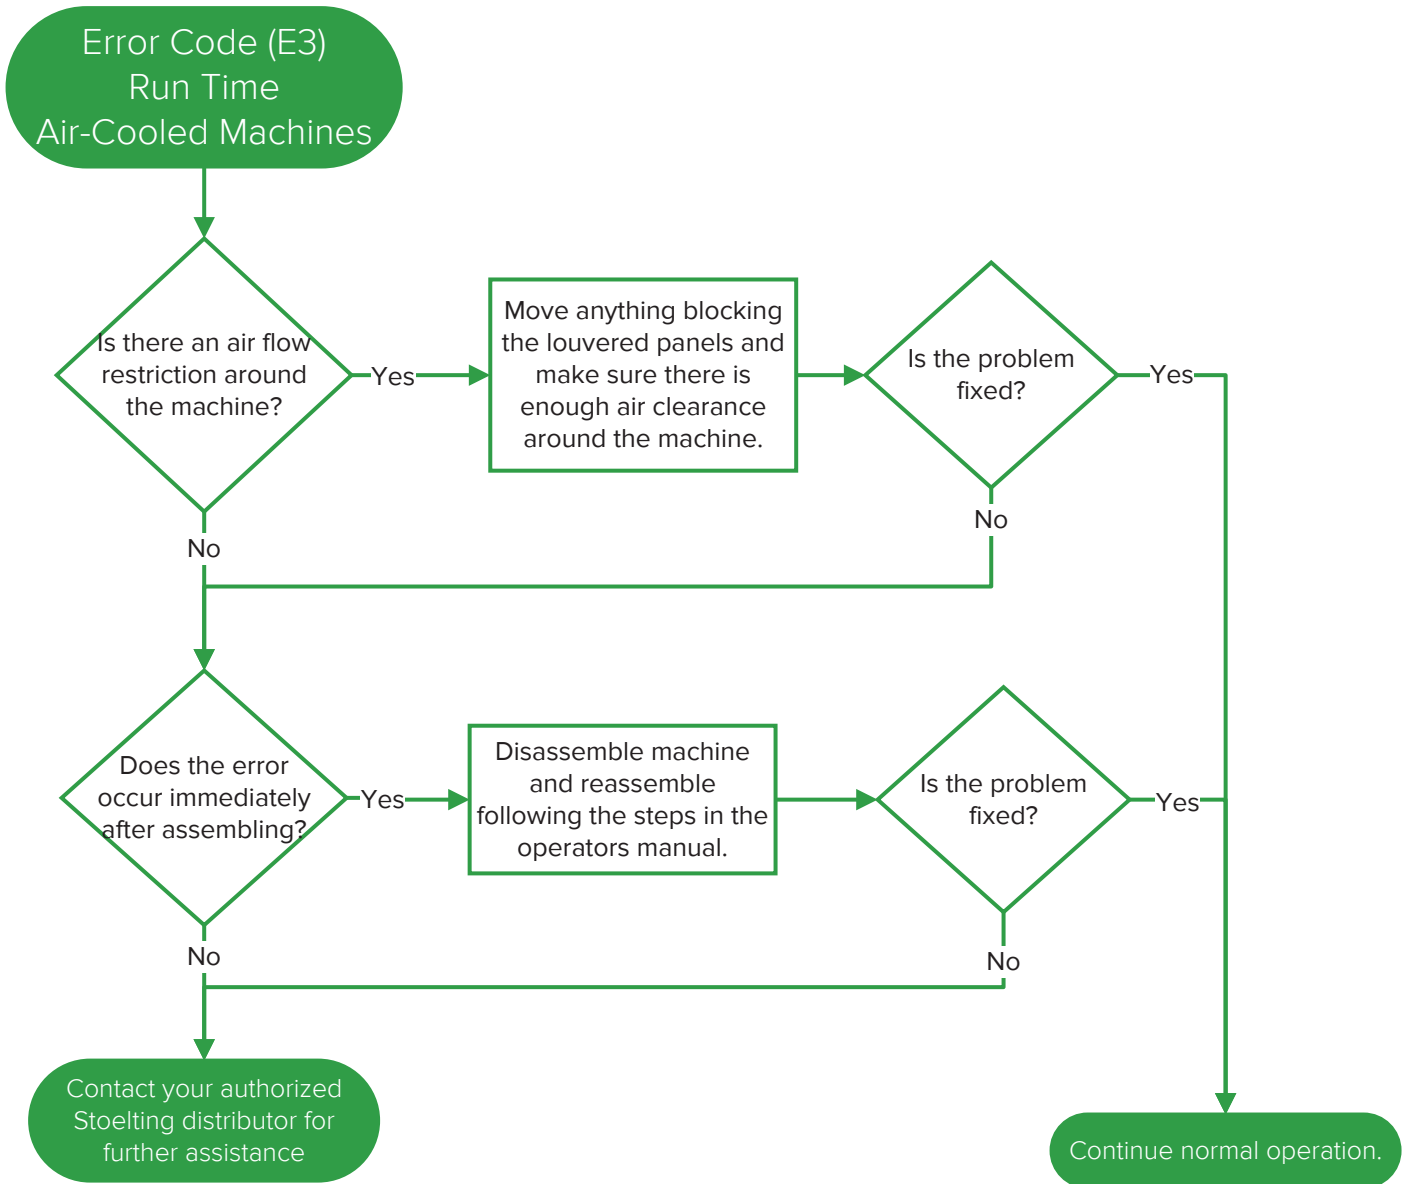 Error Code (E3)
Run Time
Air-Cooled Machines
Is there an air flow
restriction around
the machine?
Yes
Move anything blocking
the louvered panels and
make sure there is
enough air clearance
around the machine.
Is the problem
fixed?
Yes
No
No
Does the error
occur immediately
after assembling?
Yes
Disassemble machine
and reassemble
following the steps in the
operators manual.
Is the problem
fixed?
Yes
No
No
Contact your authorized
Stoelting distributor for
further assistance
Continue normal operation.